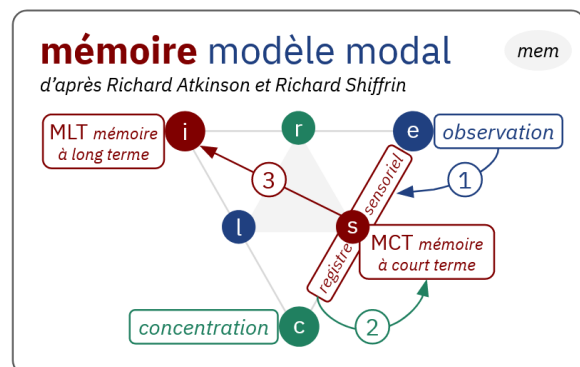 mémoire modèle modal
mem
d’après Richard Atkinson et Richard Shiffrin
MLT mémoire
à long terme
i
r
e
observation
3
registre sensoriel
1
l
s
MCT mémoire
à court terme
concentration
c
2